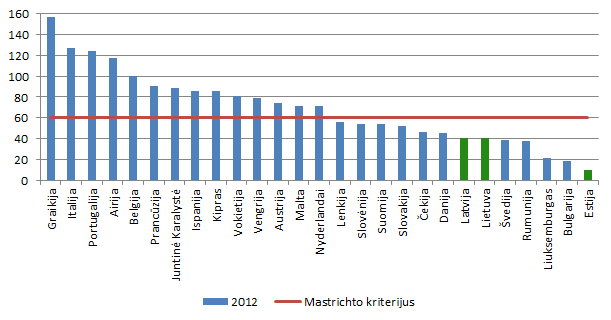 160
140
120
100
80
60
40
20
0
Graikija
Italija
Portugalija
Airija
Belgija
Prancūzija
Juntinė Karalystė
Ispanija
Kipras
Vokietija
Vengrija
Austrija
Malta
Nyderlandai
Lenkija
Slovėnija
Suomija
Slovakija
Čekija
Danija
Latvija
Lietuva
Švedija
Rumunija
Liuksemburgas
Bulgarija
Estija
2012
Mastrichto kriterijus